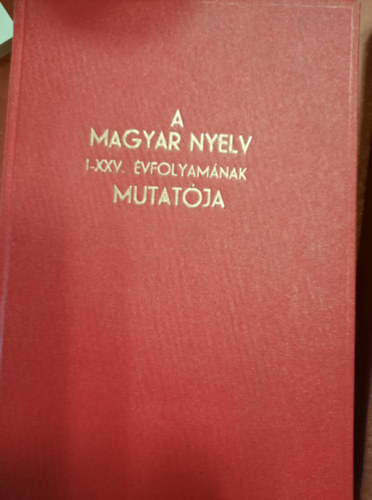 A
MAGYAR NYELV
I-XXV. ÉVFOLYAMÁNAK
MUTATÓJA